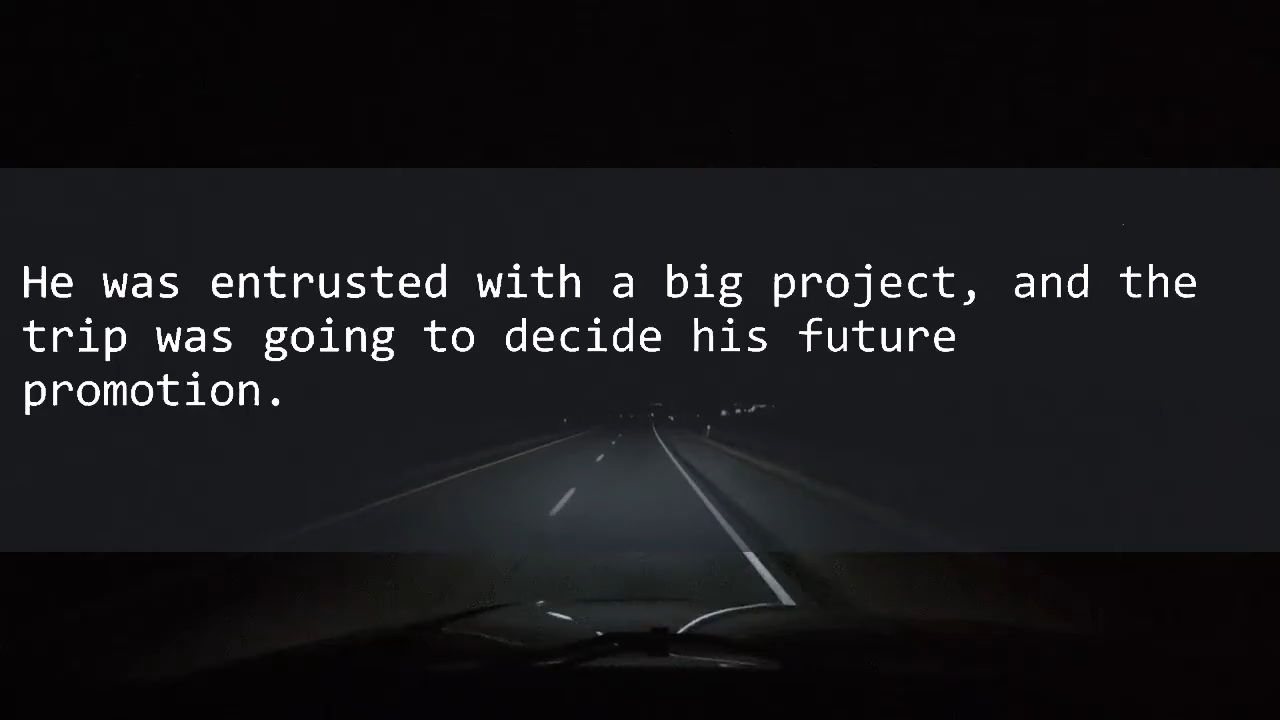 He was entrusted with a big project, and the
trip was going to decide his future
promotion.